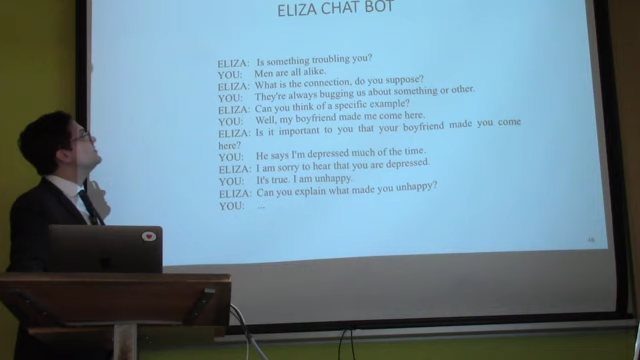 ELIZA CHAT BOT
ELIZA: Is something troubling you?
YOU: Men are all alike.
ELIZA: What is the connection, do you suppose?
YOU: They're always bugging us about something or other.
ELIZA: Can you think of a specific example?
YOU: Well, my boyfriend made me come here.
ELIZA: Is it important to you that your boyfriend made you come
here?
YOU: He says I'm depressed much of the time.
ELIZA: I am sorry to hear that you are depressed.
YOU: It's true. I am unhappy.
ELIZA: Can you explain what made you unhappy?
YOU: ...